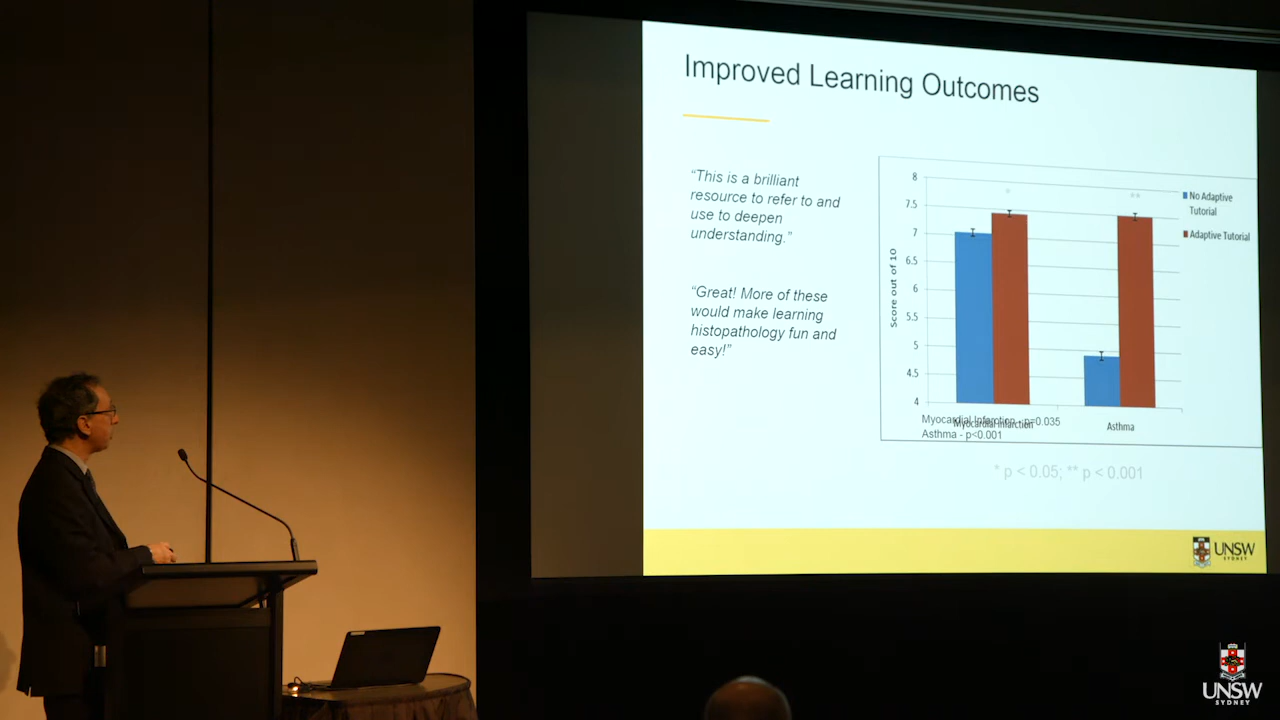 Improved Learning Outcomes
“This is a brilliant
resource to refer to and
use to deepen
understanding.”
“Great! More of these
would make learning
histopathology fun and
easy!”
8
7.5
7
6.5
6
5.5
5
4.5
4
Score out of 10
*
**
No Adaptive
Tutorial
Adaptive Tutorial
Myocardial Infarction - p=0.035
Myocardial Infarction
Asthma
Asthma - p<0.001
* p < 0.05; ** p < 0.001
UNSW
SYDNEY
UNSW
SYDNEY